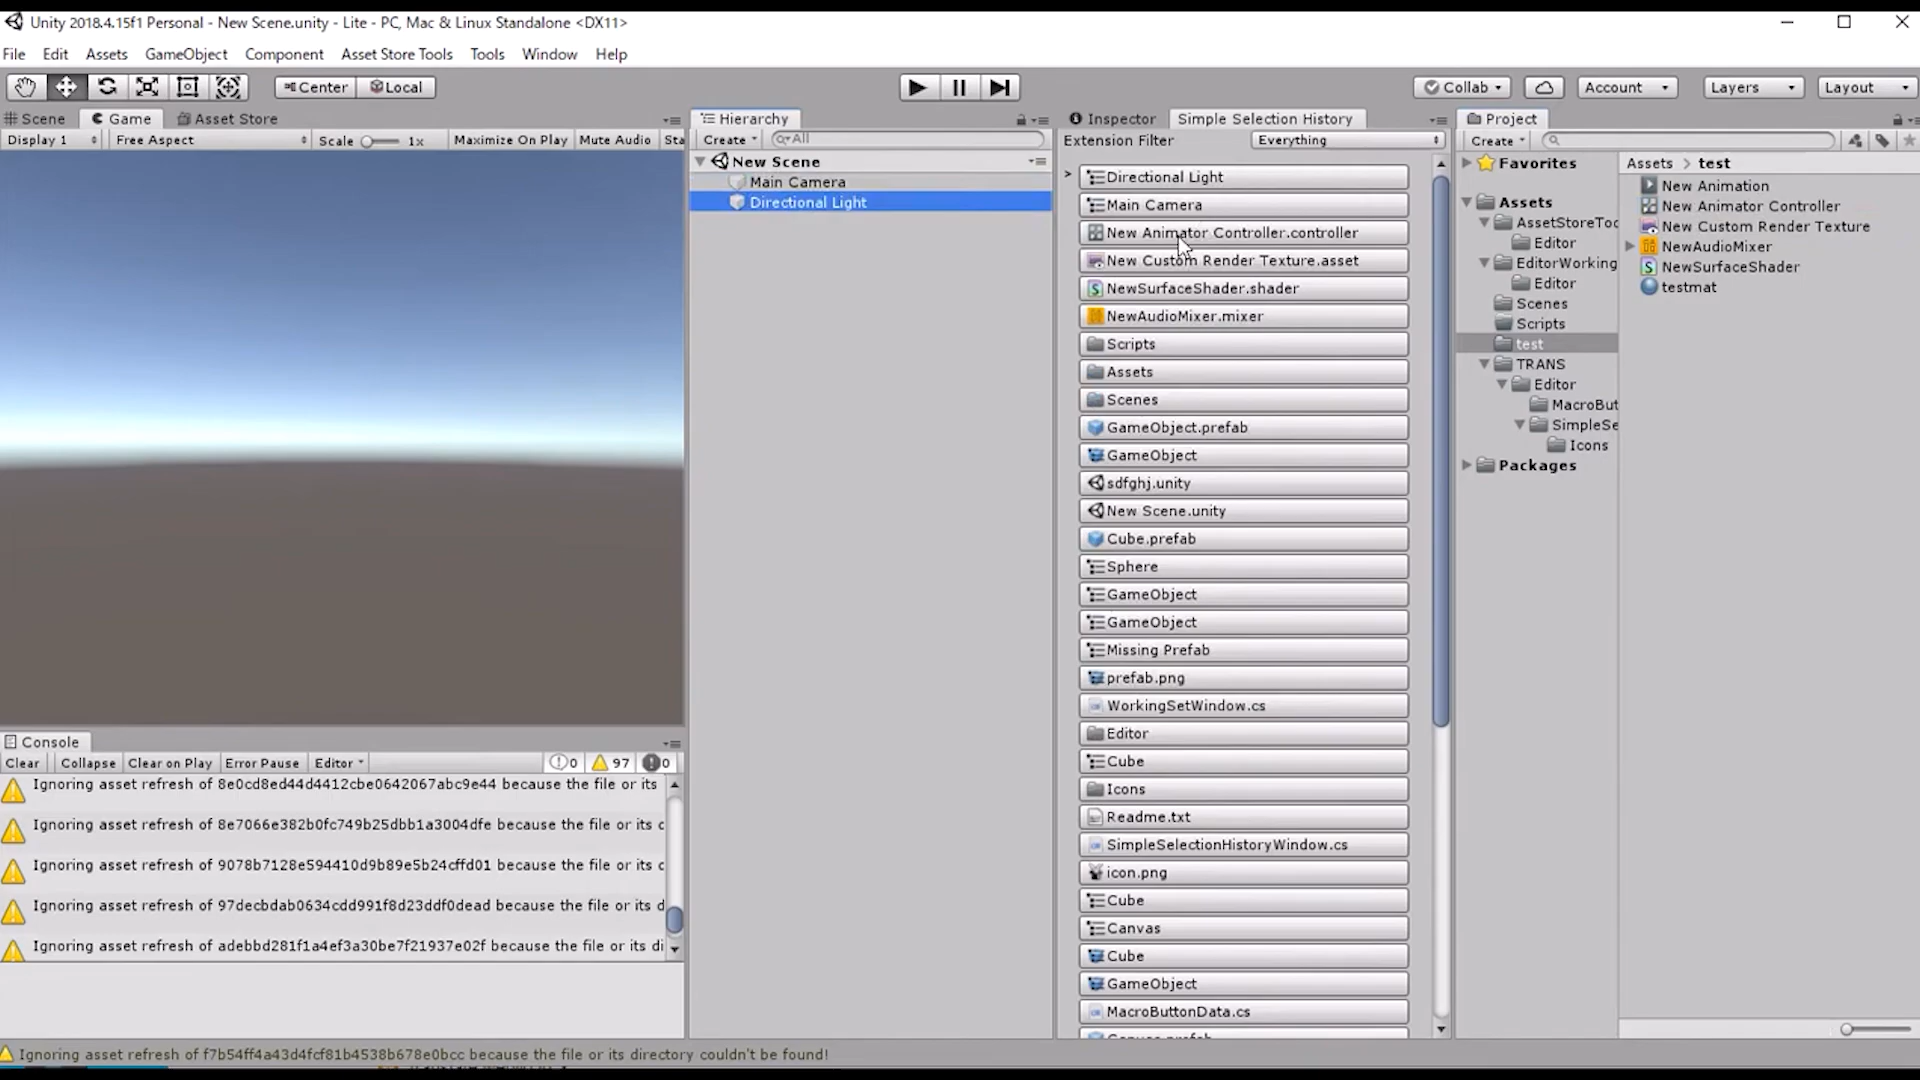 Unity 2018.4.15f1 Personal - New Scene.unity - Lite - PC, Mac & Linux Standalone <DX11>
File Edit Assets GameObject Component Asset Store Tools Tools Window Help
Center Local Collab Account Layers Layout
Scene Game Asset Store
Display 1 Free Aspect Scale 1x Maximize On Play Mute Audio Sta
Hierarchy
Create All
New Scene
Main Camera
Directional Light
Inspector Simple Selection History
Extension Filter Everything
> Directional Light
Main Camera
New Animator Controller.controller
New Custom Render Texture.asset
NewSurfaceShader.shader
NewAudioMixer.mixer
Scripts
Assets
Scenes
GameObject.prefab
GameObject
sdfghj.unity
New Scene.unity
Cube.prefab
Sphere
GameObject
GameObject
Missing Prefab
prefab.png
WorkingSetWindow.cs
Editor
Cube
Icons
Readme.txt
SimpleSelectionHistoryWindow.cs
icon.png
Cube
Canvas
Cube
GameObject
MacroButtonData.cs
Project
Create
Favorites
Assets
AssetStoreToo
Editor
EditorWorking
Editor
Scenes
Scripts
test
TRANS
Editor
MacroBut
SimpleSe
Icons
Packages
Assets > test
New Animation
New Animator Controller
New Custom Render Texture
NewAudioMixer
NewSurfaceShader
testmat
Console
Clear Collapse Clear on Play Error Pause Editor 0 97 0
Ignoring asset refresh of 8e0cd8ed44d4412cbe0642067abc9e44 because the file or its
Ignoring asset refresh of 8e7066e382b0fc749b25dbb1a3004dfe because the file or its c
Ignoring asset refresh of 9078b7128e594410d9b89e5b24cffd01 because the file or its c
Ignoring asset refresh of 97decbdab0634cdd991f8d23ddf0dead because the file or its d
Ignoring asset refresh of adebbd281f1a4ef3a30be7f21937e02f because the file or its di
Ignoring asset refresh of f7b54ff4a43d4fcf81b4538b678e0bcc because the file or its directory couldn't be found!